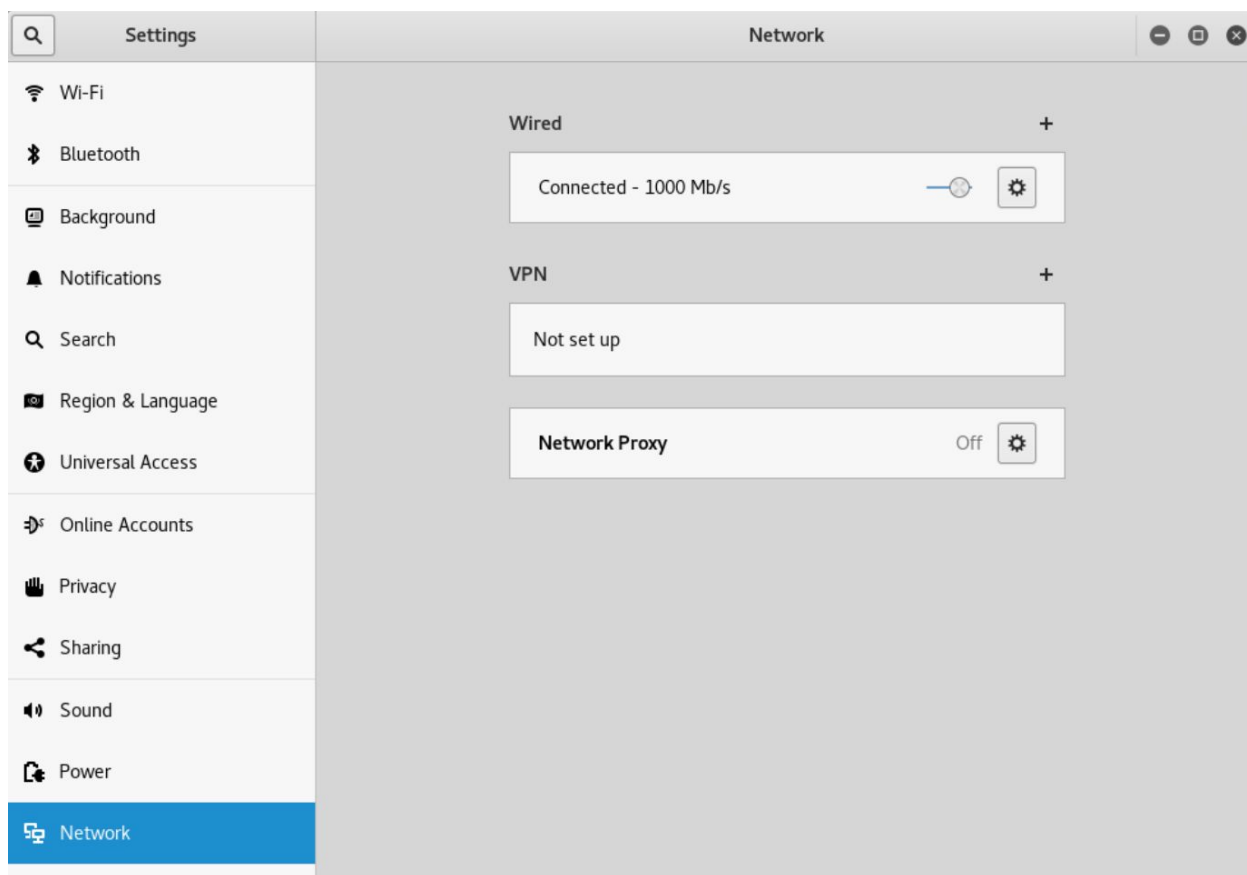 Settings
Network
Wi-Fi
Bluetooth
Background
Notifications
Search
Region & Language
Universal Access
Online Accounts
Privacy
Sharing
Sound
Power
Network
Wired
+
Connected - 1000 Mb/s
VPN
+
Not set up
Network Proxy
Off